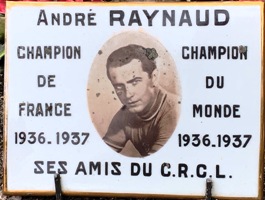 ANDRÉ RAYNAUD
CHAMPION
DE
FRANCE
1936.1937
CHAMPION
DU
MONDE
1936.1937
SES AMIS DU C.R.C.L.